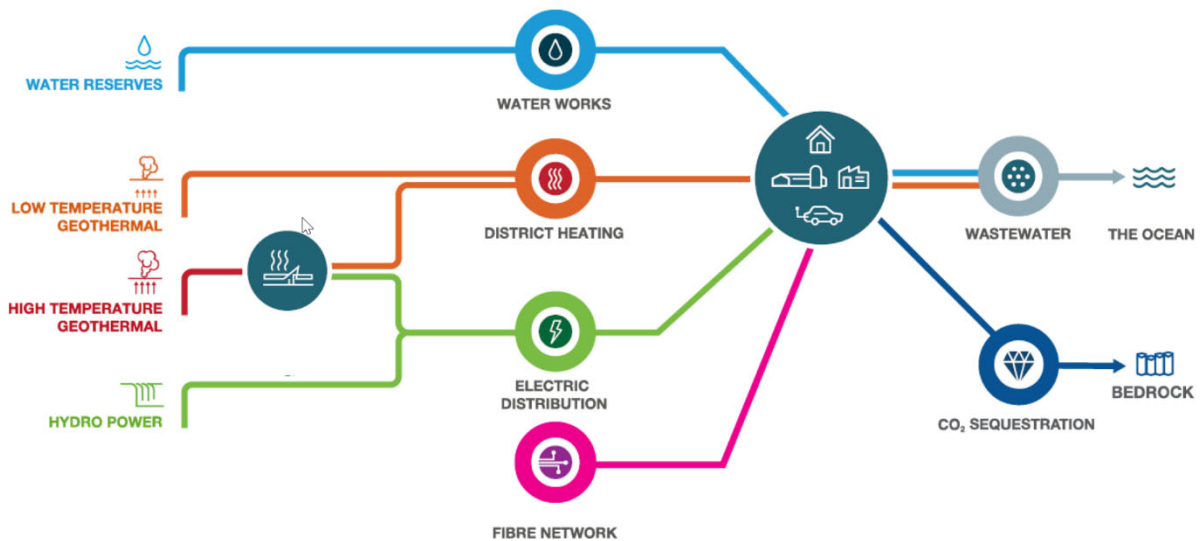 WATER RESERVES
WATER WORKS
LOW TEMPERATURE
GEOTHERMAL
DISTRICT HEATING
WASTEWATER
THE OCEAN
HIGH TEMPERATURE
GEOTHERMAL
ELECTRIC
DISTRIBUTION
BEDROCK
HYDRO POWER
CO₂ SEQUESTRATION
FIBRE NETWORK